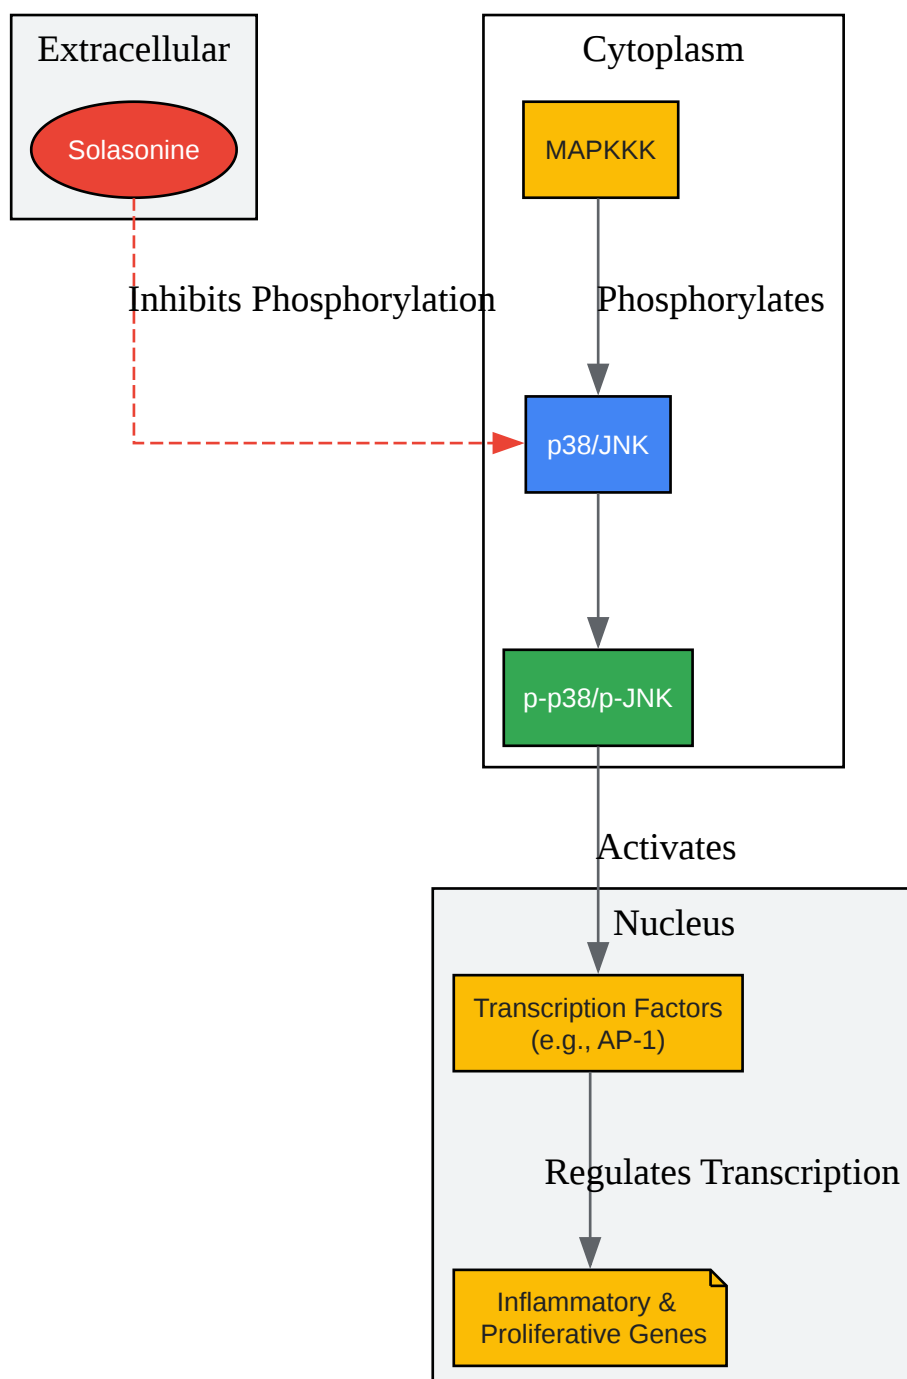 Extracellular
Cytoplasm
Solasonine
MAPKKK
Inhibits Phosphorylation
Phosphorylates
p38/JNK
p-p38/p-JNK
Activates
Nucleus
Transcription Factors
(e.g., AP-1)
Regulates Transcription
Inflammatory &
Proliferative Genes